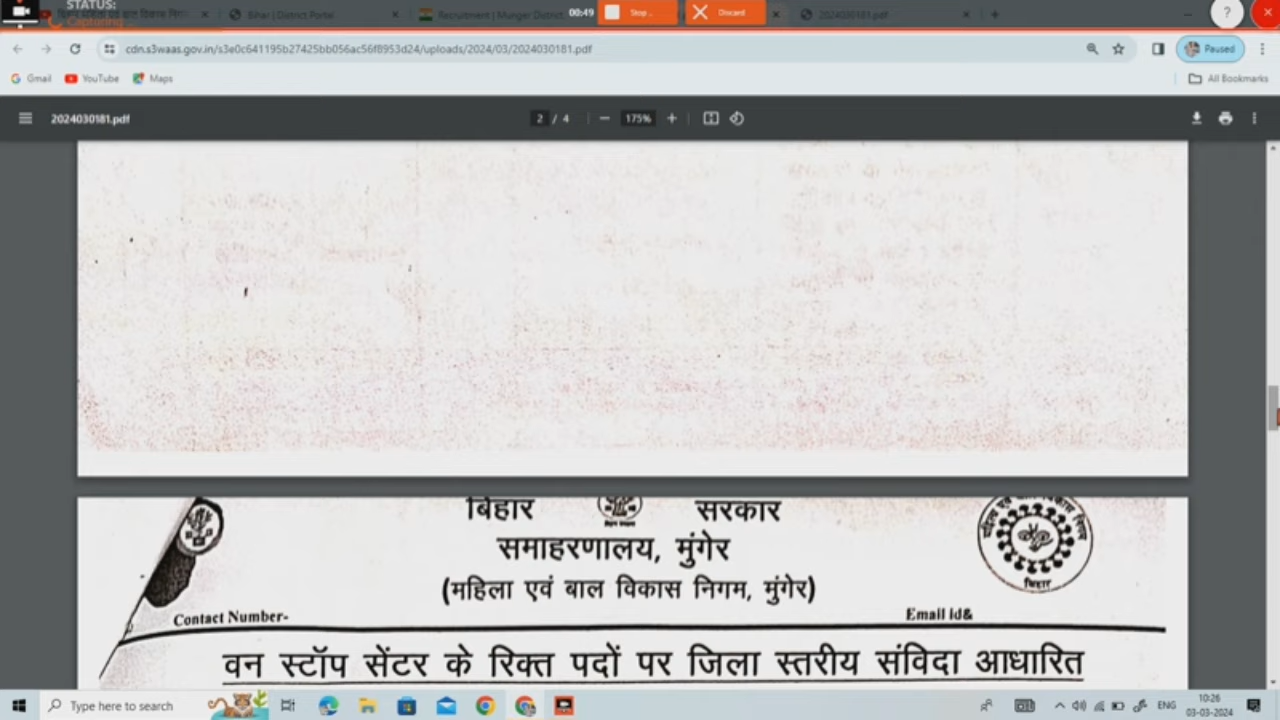 STATUS:
Capturing...
Bihar | District Portal
Recruitment | Munger District
00:49
Stop ..
Discard
2024030181.pdf
cdn.s3waas.gov.in/s3e0c641195b27425bb056ac56f8953d24/uploads/2024/03/2024030181.pdf
Paused
Gmail
YouTube
Maps
All Bookmarks
2024030181.pdf
2 / 4
175%
बिहार सरकार
समाहरणालय, मुंगेर
(महिला एवं बाल विकास निगम, मुंगेर)
बिहार
Contact Number-
Email id&
वन स्टॉप सेंटर के रिक्त पदों पर जिला स्तरीय संविदा आधारित
Type here to search
ENG
10:26
03-03-2024